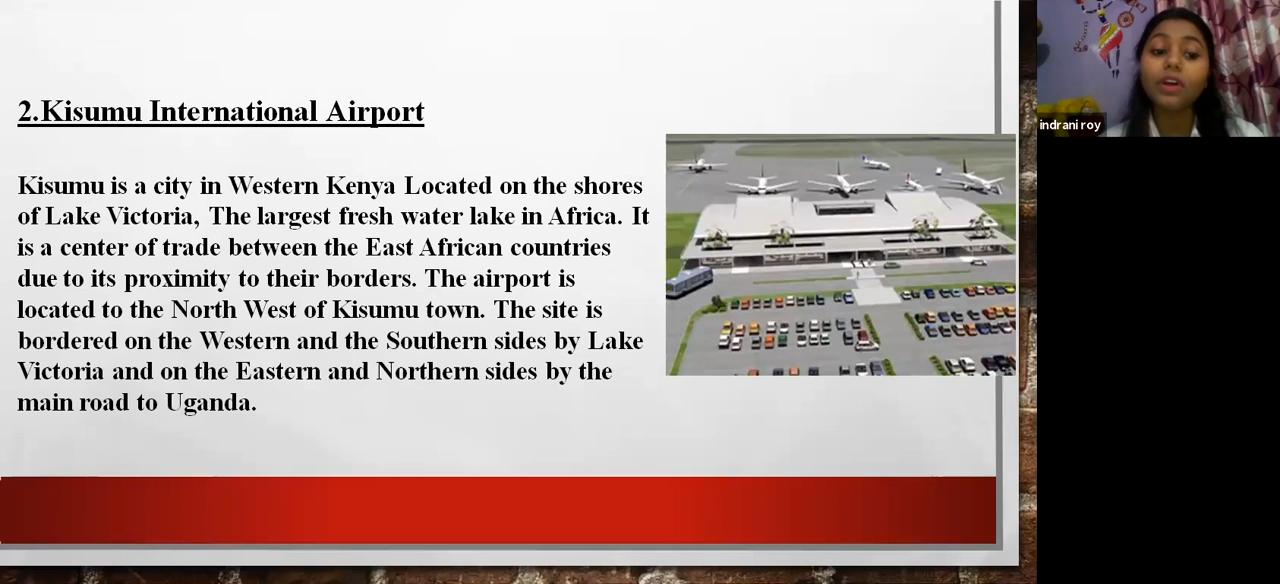 2.Kisumu International Airport
Kisumu is a city in Western Kenya Located on the shores
of Lake Victoria, The largest fresh water lake in Africa. It
is a center of trade between the East African countries
due to its proximity to their borders. The airport is
located to the North West of Kisumu town. The site is
bordered on the Western and the Southern sides by Lake
Victoria and on the Eastern and Northern sides by the
main road to Uganda.
indrani roy